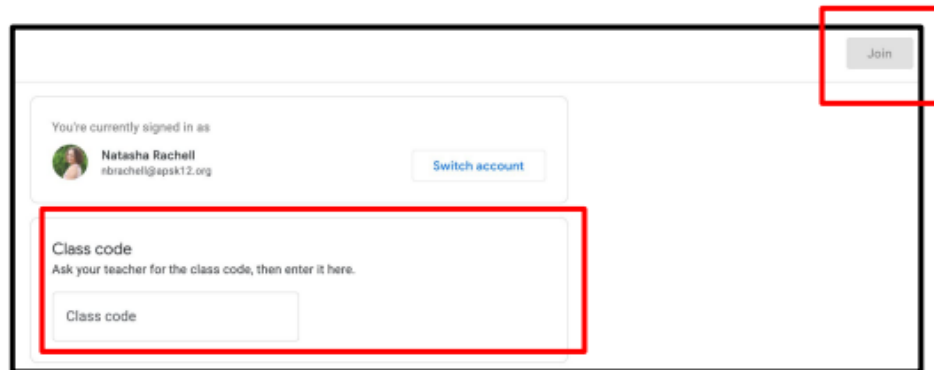 Join
You're currently signed in as
Natasha Rachell
nbrachell@apsk12.org
Switch account
Class code
Ask your teacher for the class code, then enter it here.
Class code